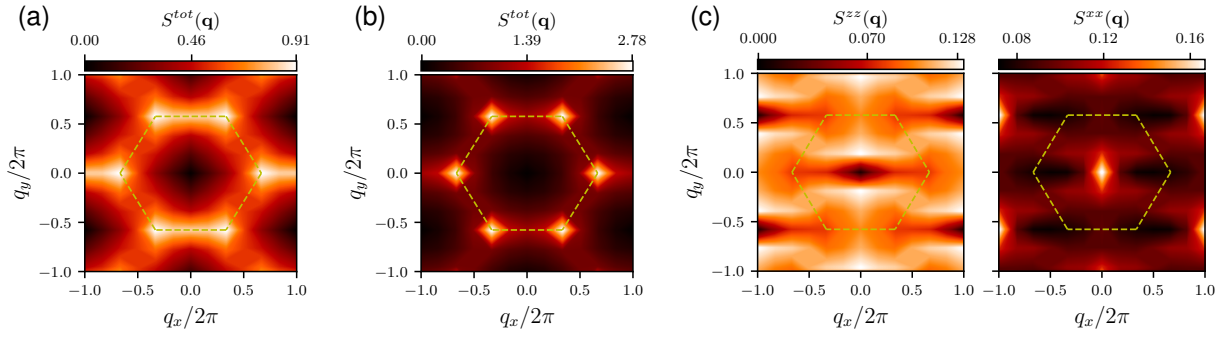 (a)
S^{tot}(q)
0.00 0.46 0.91
1.0
0.5
0.0
−0.5
−1.0
q_y/2π
−1.0 −0.5 0.0 0.5 1.0
q_x/2π
(b)
S^{tot}(q)
0.00 1.39 2.78
1.0
0.5
0.0
−0.5
−1.0
q_y/2π
−1.0 −0.5 0.0 0.5 1.0
q_x/2π
(c)
S^{zz}(q)
0.000 0.070 0.128
1.0
0.5
0.0
−0.5
−1.0
q_y/2π
−1.0 −0.5 0.0 0.5 1.0
q_x/2π
S^{xx}(q)
0.08 0.12 0.16
−1.0 −0.5 0.0 0.5 1.0
q_x/2π